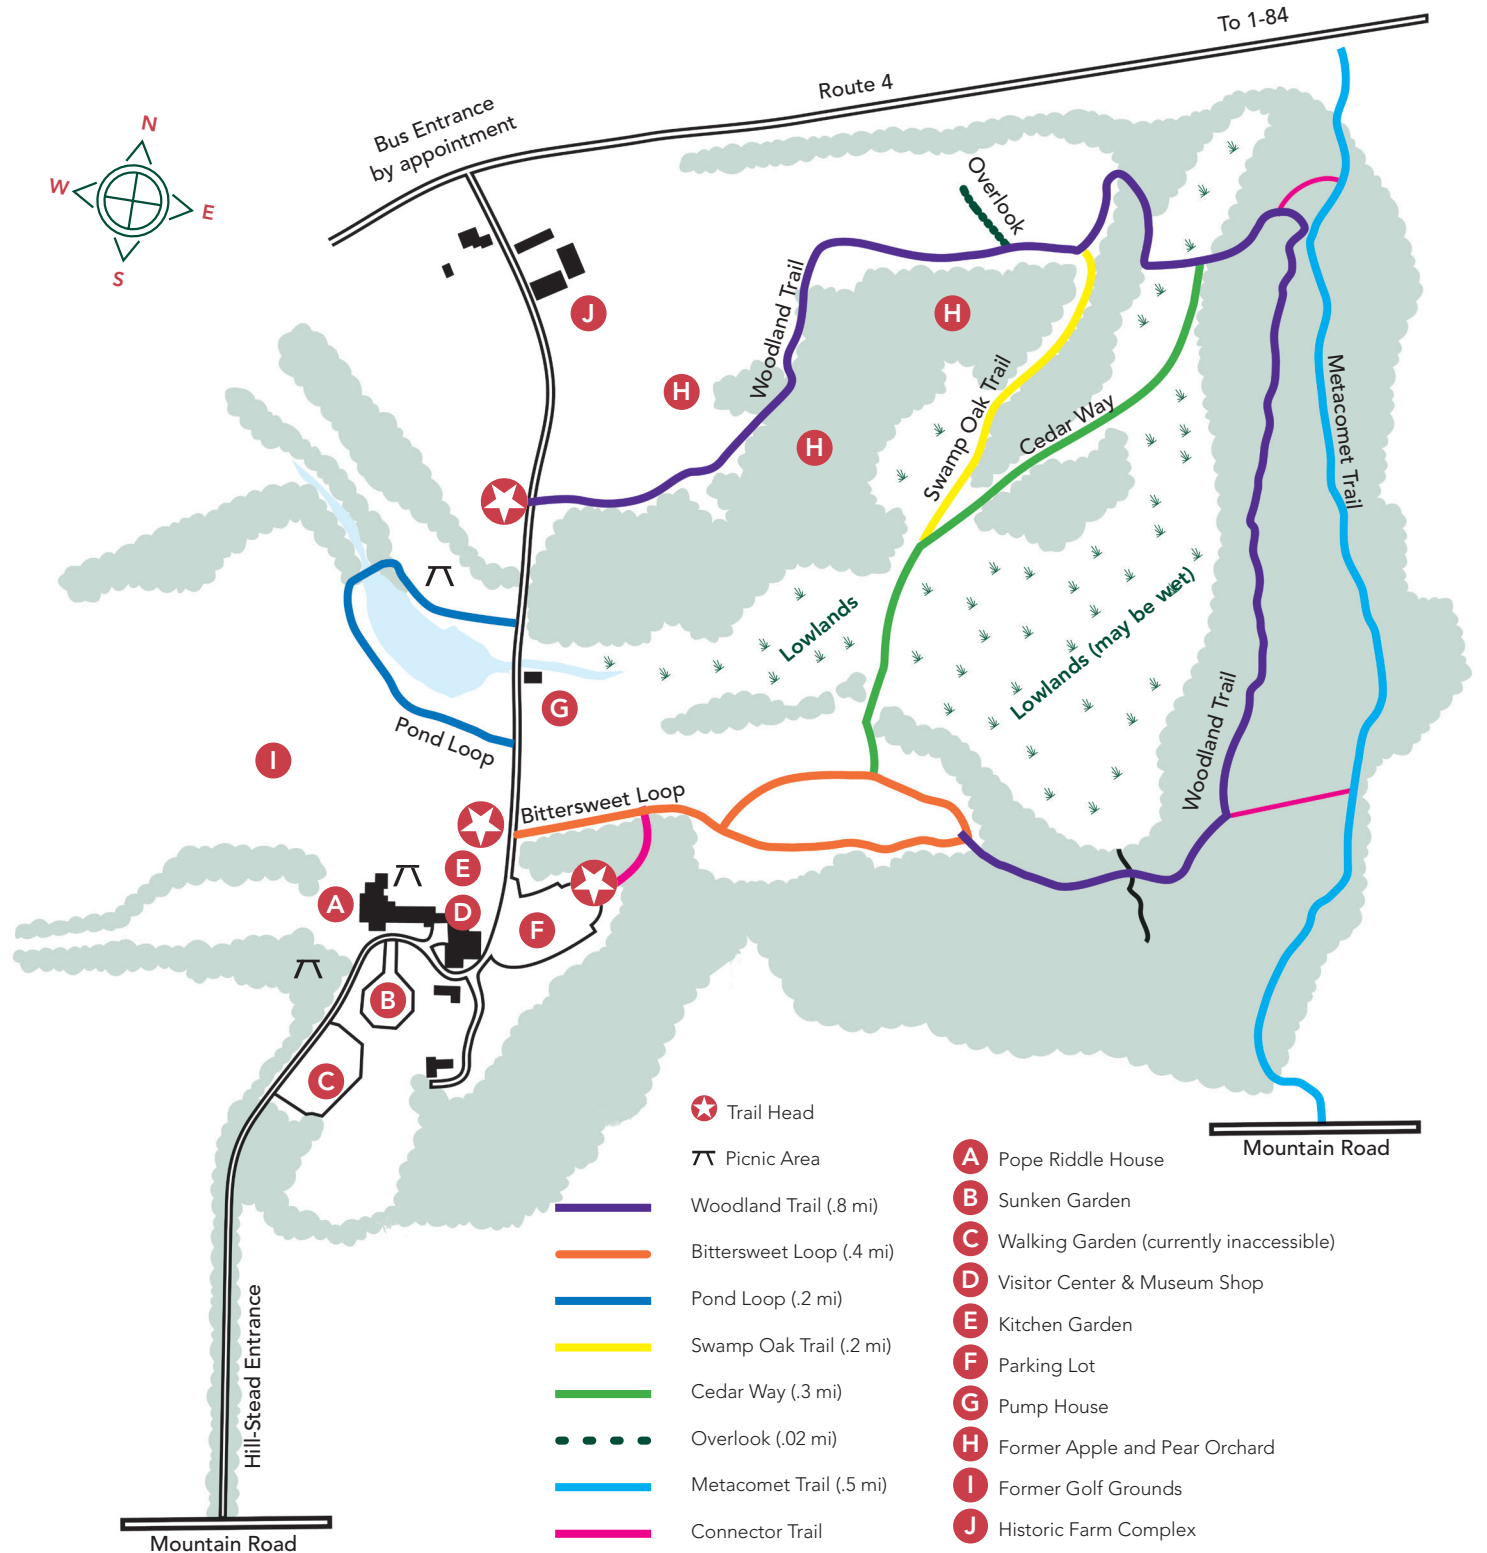 To 1-84
Route 4
Bus Entrance
by appointment
N
W
E
S
Overlook
J
H
H
H
Woodland Trail
Swamp Oak Trail
Cedar Way
Metacomet Trail
Lowlands
Lowlands (may be wet)
G
Pond Loop
I
Bittersweet Loop
Woodland Trail
E
A
D
F
B
C
Mountain Road
Hill-Stead Entrance
Mountain Road
Trail Head
Picnic Area
Woodland Trail (.8 mi)
Bittersweet Loop (.4 mi)
Pond Loop (.2 mi)
Swamp Oak Trail (.2 mi)
Cedar Way (.3 mi)
Overlook (.02 mi)
Metacomet Trail (.5 mi)
Connector Trail
A Pope Riddle House
B Sunken Garden
C Walking Garden (currently inaccessible)
D Visitor Center & Museum Shop
E Kitchen Garden
F Parking Lot
G Pump House
H Former Apple and Pear Orchard
I Former Golf Grounds
J Historic Farm Complex